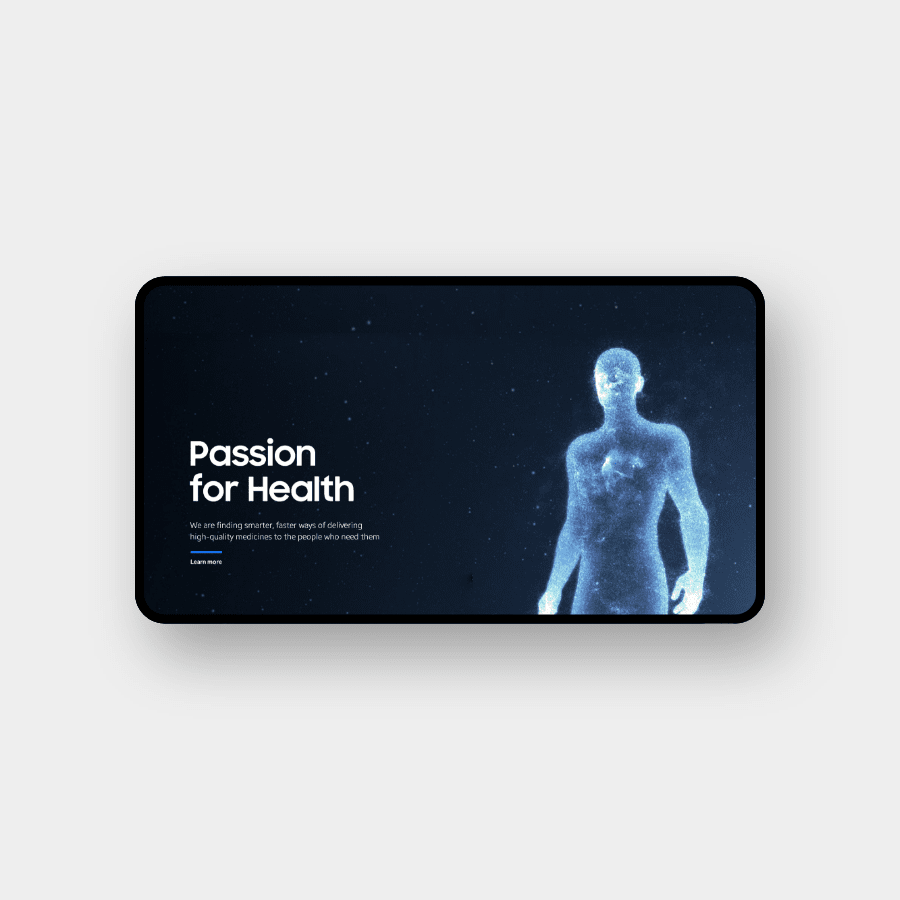 Passion
for Health
We are finding smarter, faster ways of delivering
high-quality medicines to the people who need them
Learn more